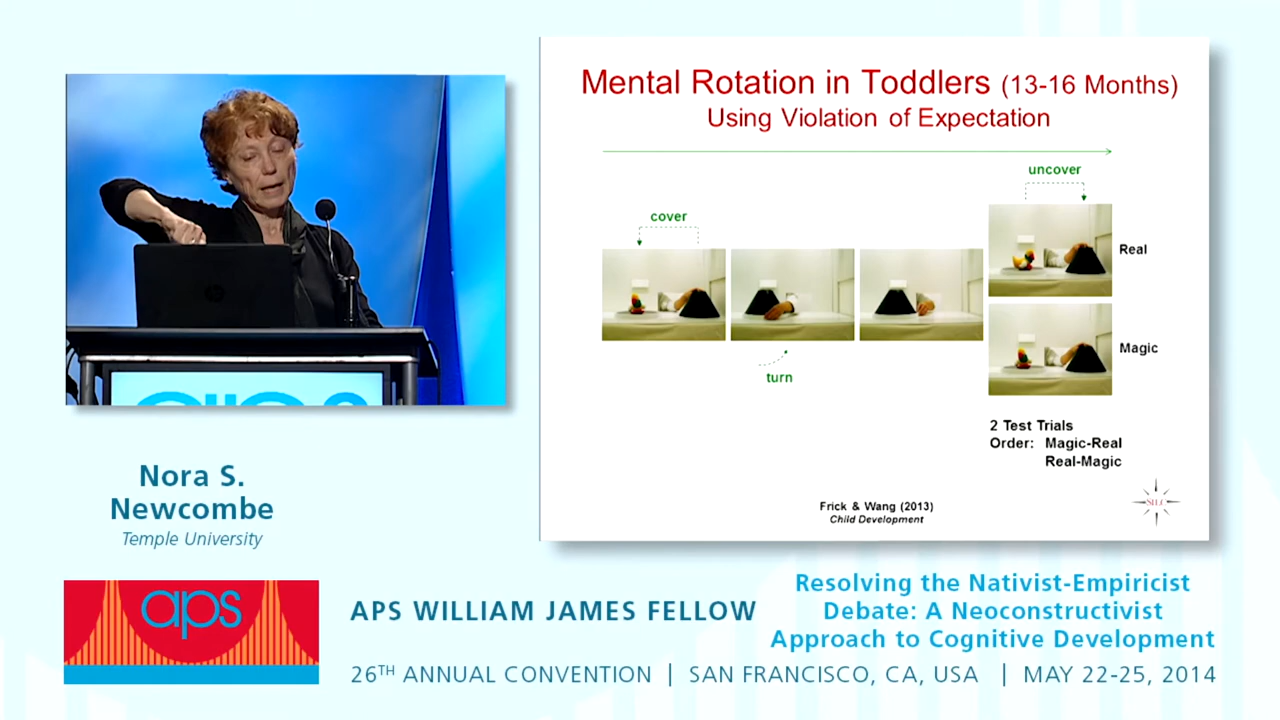 Mental Rotation in Toddlers (13-16 Months)
Using Violation of Expectation
uncover
cover
Real
Magic
turn
2 Test Trials
Order: Magic-Real
Real-Magic
Frick & Wang (2013)
Child Development
SILC
Nora S.
Newcombe
Temple University
aps
APS WILLIAM JAMES FELLOW
Resolving the Nativist-Empiricist
Debate: A Neoconstructivist
Approach to Cognitive Development
26TH ANNUAL CONVENTION | SAN FRANCISCO, CA, USA | MAY 22-25, 2014